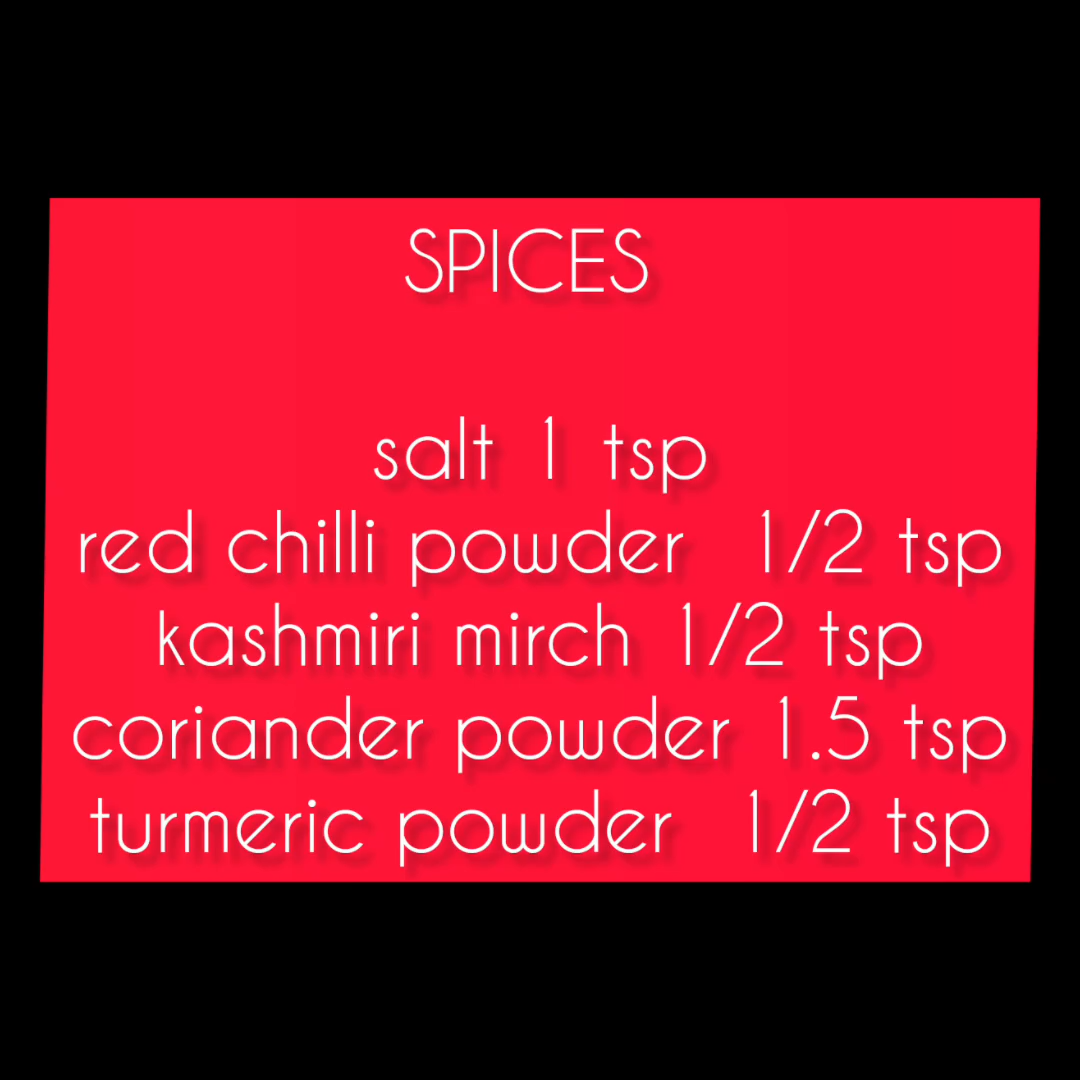 SPICES
salt 1 tsp
red chilli powder 1/2 tsp
kashmiri mirch 1/2 tsp
coriander powder 1.5 tsp
turmeric powder 1/2 tsp